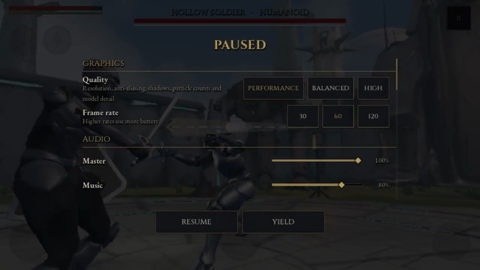 HOLLOW SOLDIER - NUMANCED
PAUSED
GRAPHICS
Quality
Resolution, anti-aliasing, shadows, particle counts and
model detail
PERFORMANCE
BALANCED
HIGH
Frame rate
Higher rates use more battery
30
60
120
AUDIO
Master
100%
Music
80%
RESUME
YIELD